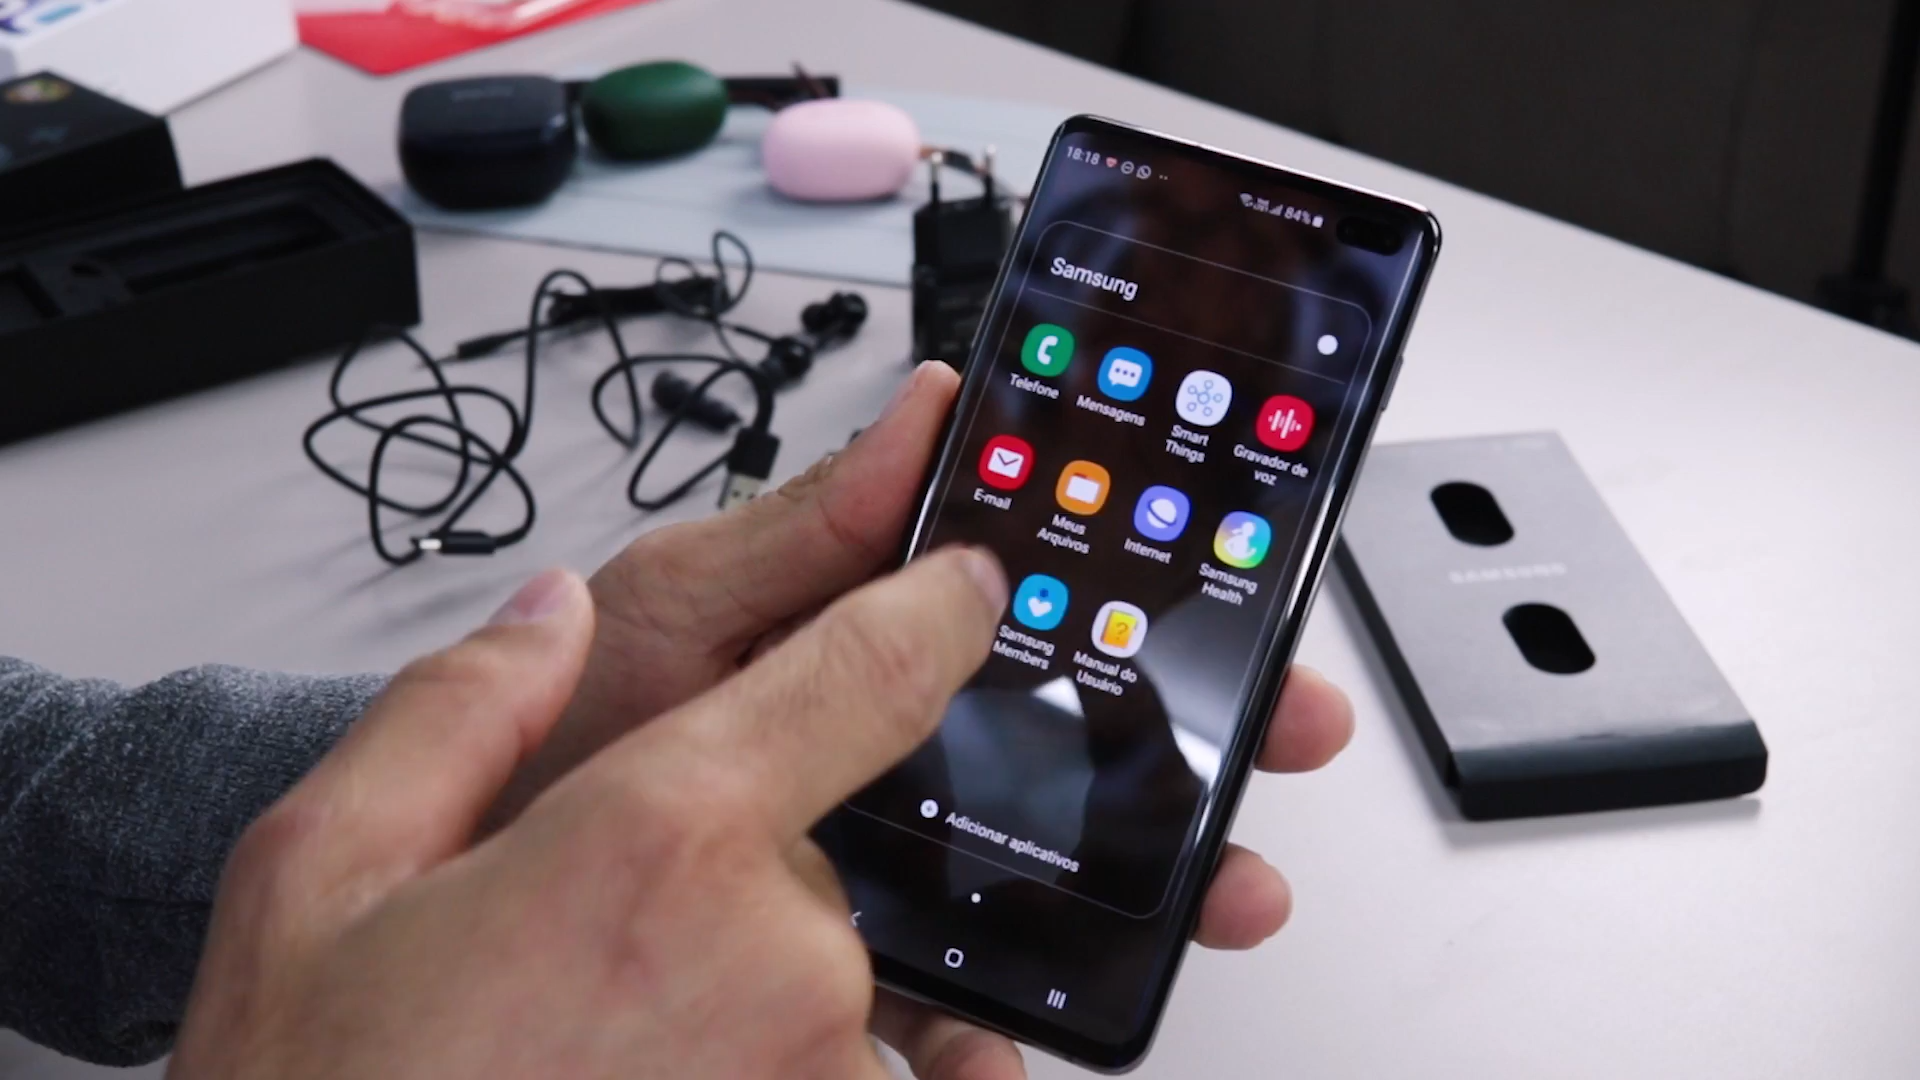 18:18
84%
Samsung
Telefone
Mensagens
Smart
Things
Gravador de
voz
E-mail
Meus
Arquivos
Internet
Samsung
Health
Samsung
Members
Manual do
Usuário
Adicionar aplicativos
SAMSUNG